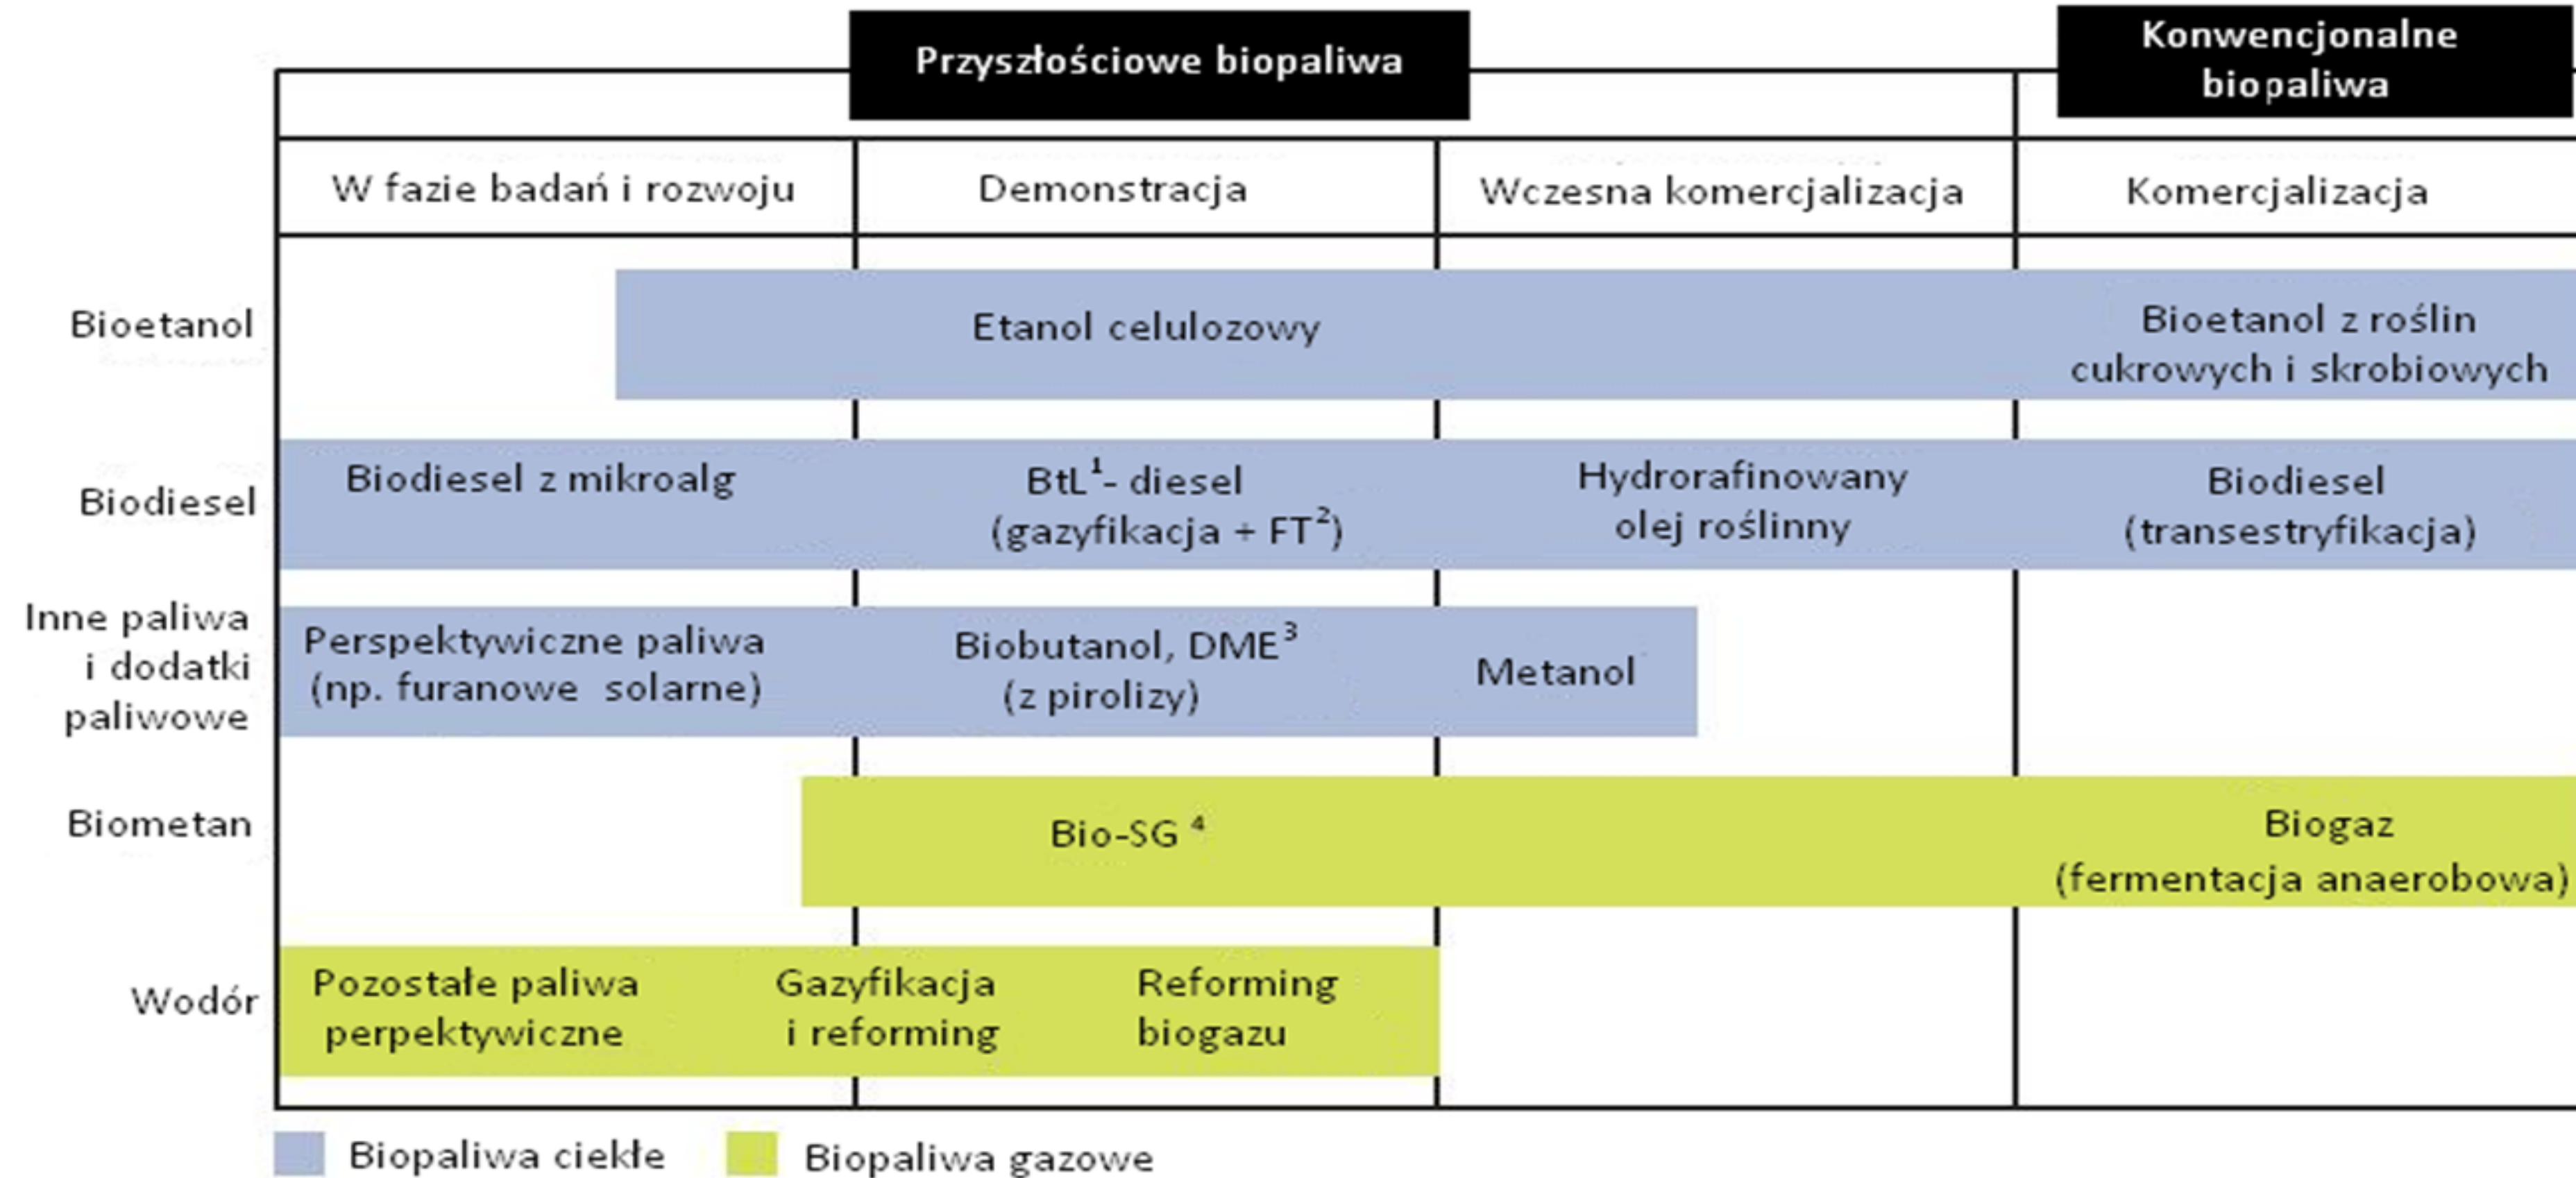 Przyszłościowe biopaliwa
Konwencjonalne
biopaliwa
W fazie badań i rozwoju
Demonstracja
Wczesna komercjalizacja
Komercjalizacja
Bioetanol
Etanol celulozowy
Bioetanol z roślin
cukrowych i skrobiowych
Biodiesel
Biodiesel z mikroalg
BtL¹- diesel
(gazyfikacja + FT²)
Hydrorafinowany
olej roślinny
Biodiesel
(transestryfikacja)
Inne paliwa
i dodatki
paliwowe
Perspektywiczne paliwa
(np. furanowe solarne)
Biobutanol, DME³
(z pirolizy)
Metanol
Biometan
Bio-SG ⁴
Biogaz
(fermentacja anaerobowa)
Wodór
Pozostałe paliwa
perpektywiczne
Gazyfikacja
i reforming
Reforming
biogazu
Biopaliwa ciekłe
Biopaliwa gazowe